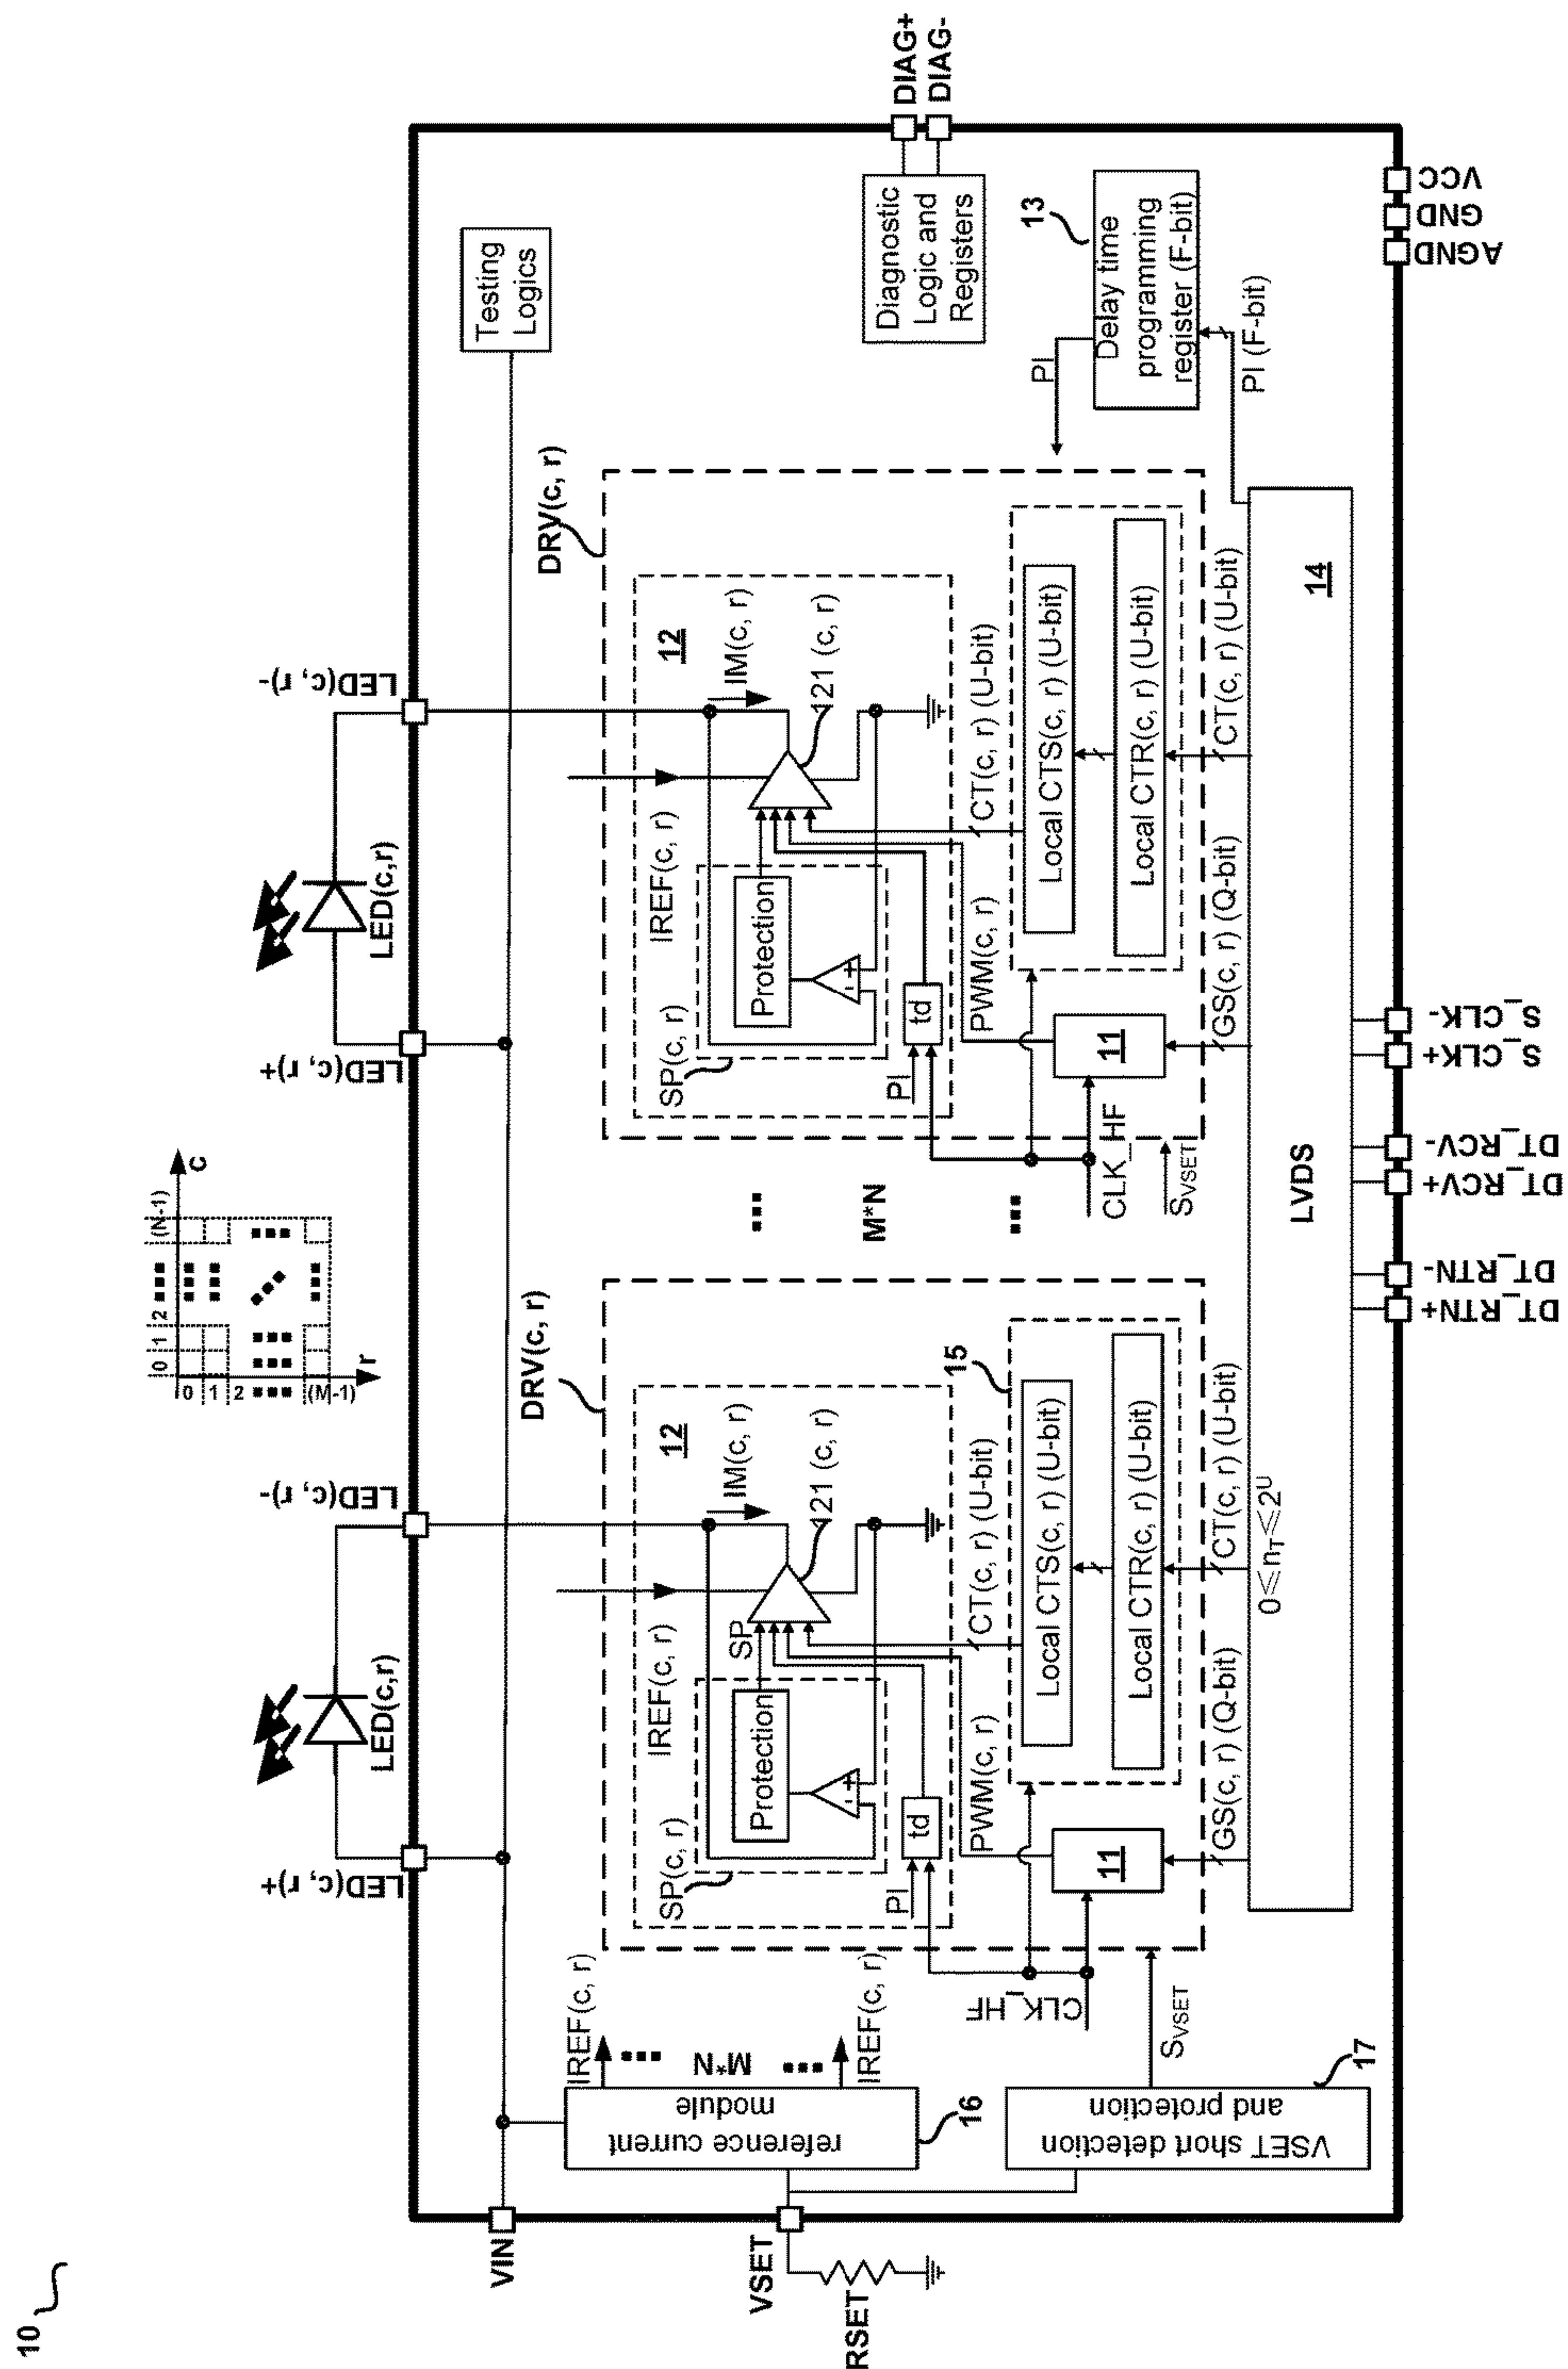 10
0 1 2 ▪▪▪ (N-1)
c
0
1
2
▪▪▪
(M-1)
r
LED(c,r)
LED(c,r)
LED(c, r)+
LED(c, r)-
LED(c, r)+
LED(c, r)-
VIN
Testing
Logics
VSET
RSET
reference current
module
16
IREF(c, r)
M*N
IREF(c, r)
VSET short detection
and protection
17
SVSET
DRV(c, r)
12
SP(c, r)
Protection
- +
IREF(c, r)
SP
IM(c, r)
121 (c, r)
PI
td
PWM(c, r)
CT(c, r) (U-bit)
CLK_HF
11
15
Local CTS(c, r) (U-bit)
Local CTR(c, r) (U-bit)
GS(c, r) (Q-bit)
CT(c, r) (U-bit)
0≤nT≤2U
▪▪▪
M*N
▪▪▪
DRV(c, r)
12
SP(c, r)
Protection
- +
IREF(c, r)
IM(c, r)
121 (c, r)
PI
td
PWM(c, r)
CT(c, r) (U-bit)
CLK_HF
SVSET
11
Local CTS(c, r) (U-bit)
Local CTR(c, r) (U-bit)
GS(c, r) (Q-bit)
CT(c, r) (U-bit)
LVDS
14
PI
13
Delay time
programming
register (F-bit)
PI (F-bit)
Diagnostic
Logic and
Registers
DIAG+
DIAG-
DT_RTN+
DT_RTN-
DT_RCV+
DT_RCV-
S_CLK+
S_CLK-
AGND
GND
VCC